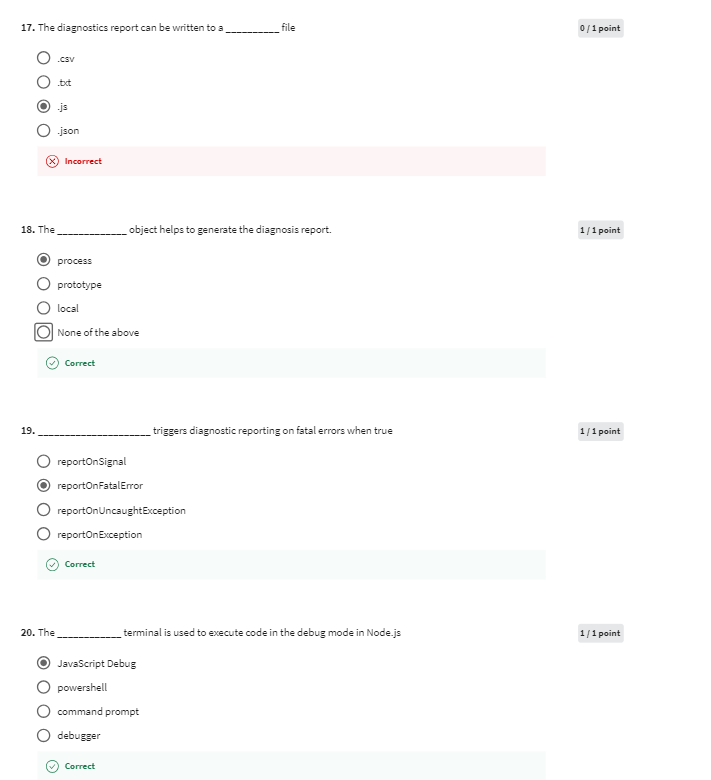 17. The diagnostics report can be written to a __________ file
0 / 1 point
.csv
.txt
.js
.json
Incorrect
18. The _____________ object helps to generate the diagnosis report.
1 / 1 point
process
prototype
local
None of the above
Correct
19. _____________________ triggers diagnostic reporting on fatal errors when true
1 / 1 point
reportOnSignal
reportOnFatalError
reportOnUncaughtException
reportOnException
Correct
20. The ____________ terminal is used to execute code in the debug mode in Node.js
1 / 1 point
JavaScript Debug
powershell
command prompt
debugger
Correct